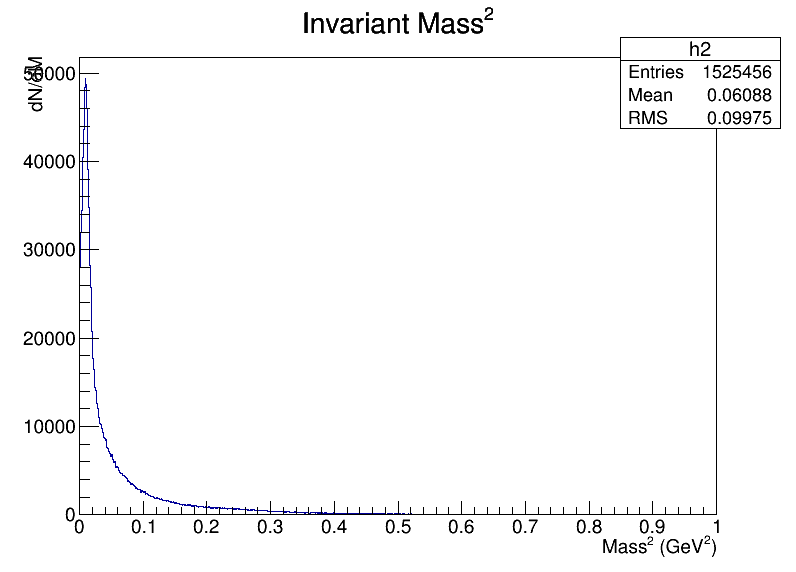 Invariant Mass²
h2
Entries 1525456
Mean 0.06088
RMS 0.09975
dN/dM
50000
40000
30000
20000
10000
0
0 0.1 0.2 0.3 0.4 0.5 0.6 0.7 0.8 0.9 1
Mass² (GeV²)